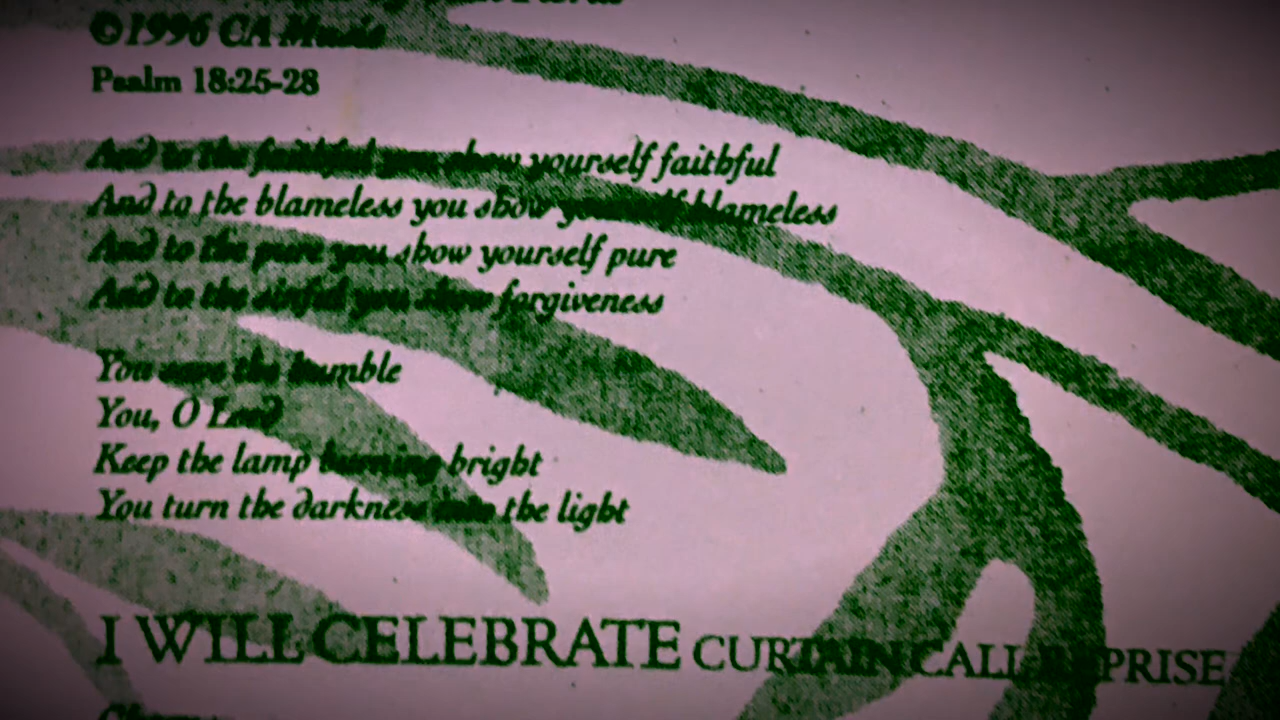 ©1996 CA Music
Psalm 18:25-28
And to the faithful you show yourself faithful
And to the blameless you show yourself blameless
And to the pure you show yourself pure
And to the sinful you show forgiveness
You save the humble
You, O Lord
Keep the lamp burning bright
You turn the darkness into the light
I WILL CELEBRATE CURTAIN CALL REPRISE